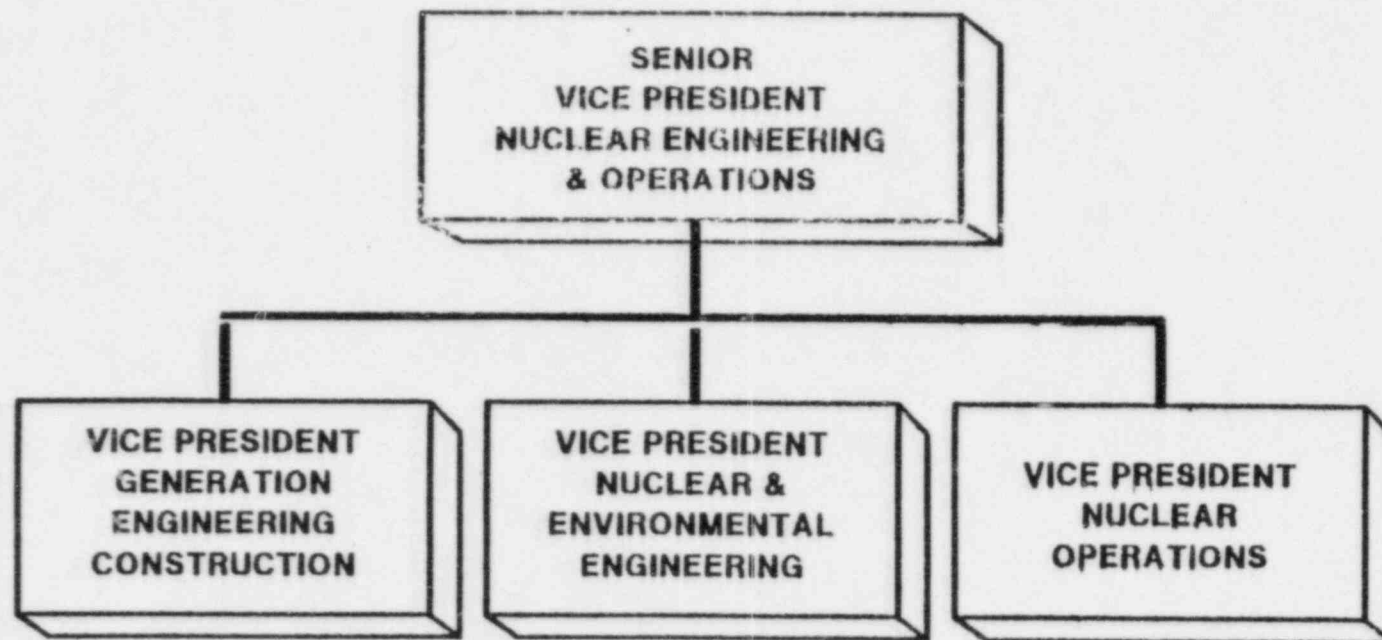 SENIOR
VICE PRESIDENT
NUCLEAR ENGINEERING
& OPERATIONS
VICE PRESIDENT
GENERATION
ENGINEERING
CONSTRUCTION
VICE PRESIDENT
NUCLEAR &
ENVIRONMENTAL
ENGINEERING
VICE PRESIDENT
NUCLEAR
OPERATIONS